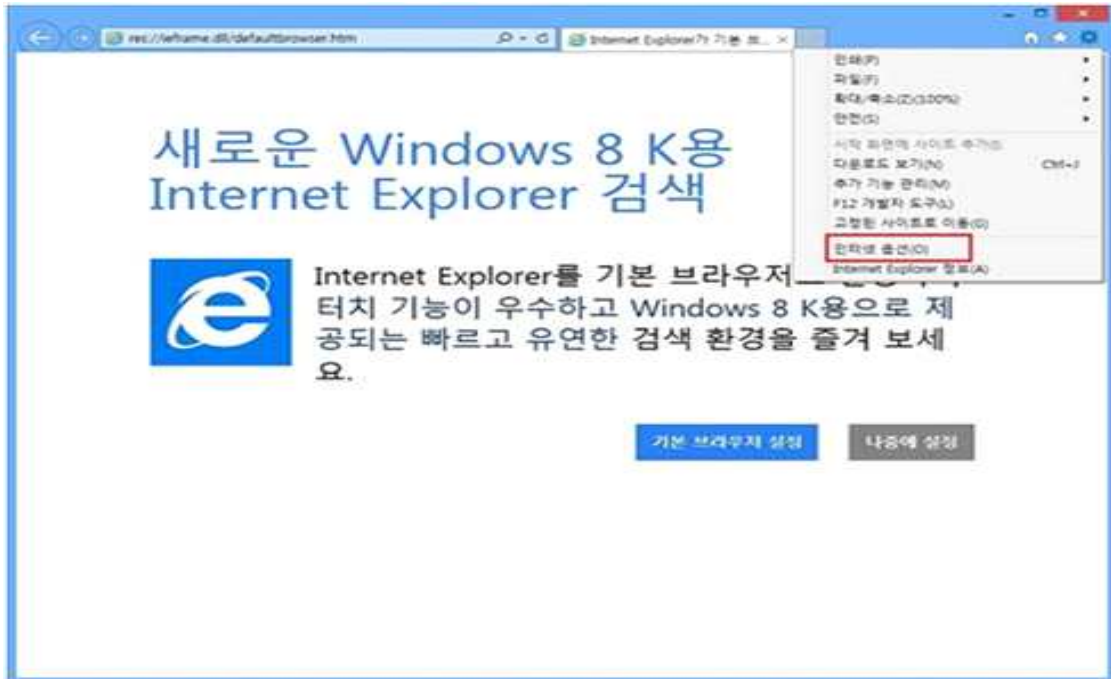 res://ieframe.dll/defaultbrowser.htm
Internet Explorer가 기본 브...
인쇄(P)
파일(F)
확대/축소(Z)(100%)
안전(S)
시작 화면에 사이트 추가(I)
다운로드 보기(N) Ctrl+J
추가 기능 관리(M)
F12 개발자 도구(L)
고정된 사이트로 이동(G)
인터넷 옵션(O)
Internet Explorer 정보(A)
새로운 Windows 8 K용
Internet Explorer 검색
Internet Explorer를 기본 브라우저
터치 기능이 우수하고 Windows 8 K용으로 제
공되는 빠르고 유연한 검색 환경을 즐겨 보세
요.
기본 브라우저 설정
나중에 설정